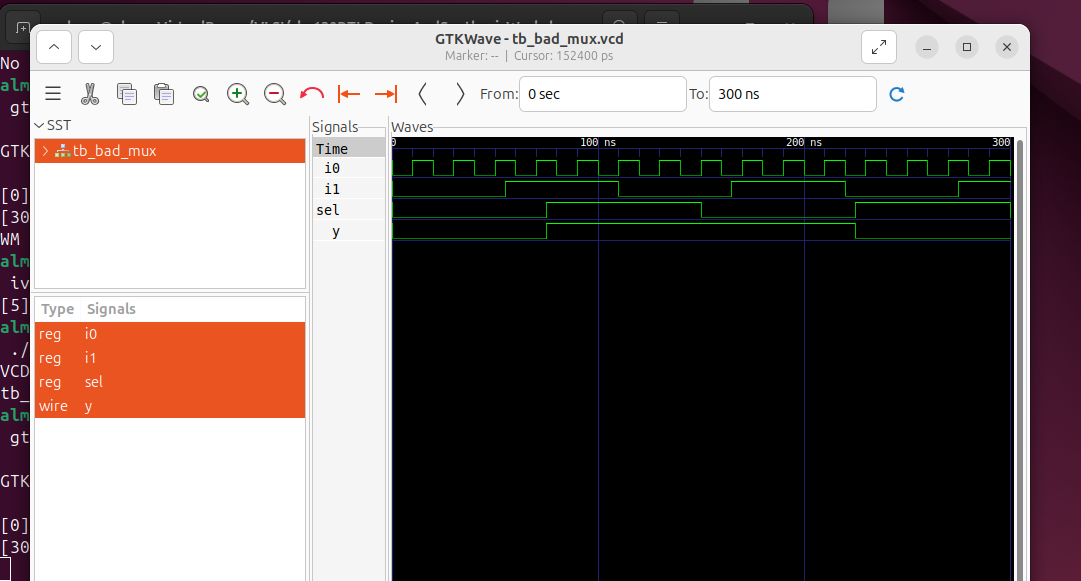 GTKWave - tb_bad_mux.vcd
Marker: -- | Cursor: 152400 ps
From: 0 sec To: 300 ns
SST
tb_bad_mux
Type Signals
reg i0
reg i1
reg sel
wire y
Signals
Time
i0
i1
sel
y
Waves
0 100 ns 200 ns 300
No
alm
gt
GTK
[0]
[30
WM
alm
iv
[5]
alm
./
VCD
tb_
alm
gt
GTK
[0]
[30